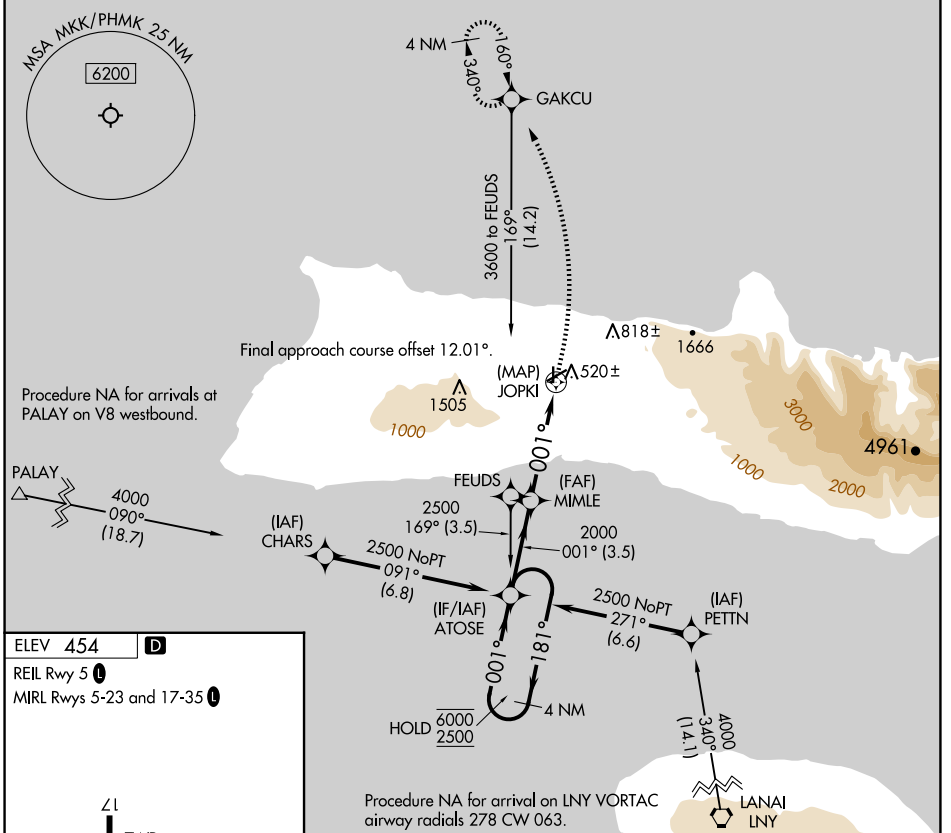 MSA MKK/PHMK 25 NM
6200
4 NM
160°
340°
GAKCU
3600 to FEUDS
169°
(14.2)
818±
1666
Final approach course offset 12.01°.
(MAP)
JOPKI
520±
1505
1000
3000
4961
1000
2000
Procedure NA for arrivals at
PALAY on V8 westbound.
001°
PALAY
4000
090°
(18.7)
FEUDS
(FAF)
MIMLE
2500
169° (3.5)
2000
001° (3.5)
(IAF)
CHARS
2500 NoPT
091°
(6.8)
(IF/IAF)
ATOSE
2500 NoPT
271°
(6.6)
(IAF)
PETTN
001°
181°
HOLD 6000
2500
4 NM
4000
340°
(14.1)
LANAI
LNY
Procedure NA for arrival on LNY VORTAC
airway radials 278 CW 063.
ELEV 454 D
REIL Rwy 5 L
MIRL Rwys 5-23 and 17-35 L
17